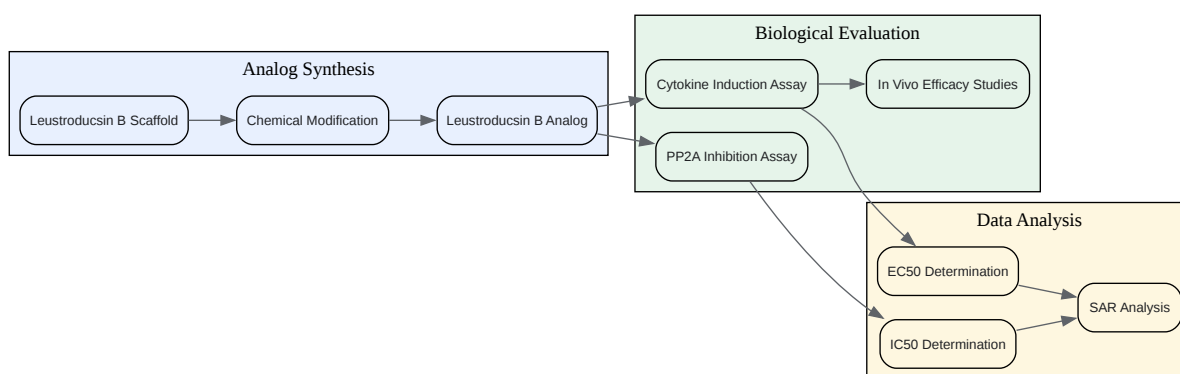 Analog Synthesis
Leustroducsin B Scaffold
Chemical Modification
Leustroducsin B Analog
Biological Evaluation
Cytokine Induction Assay
In Vivo Efficacy Studies
PP2A Inhibition Assay
Data Analysis
EC50 Determination
SAR Analysis
IC50 Determination